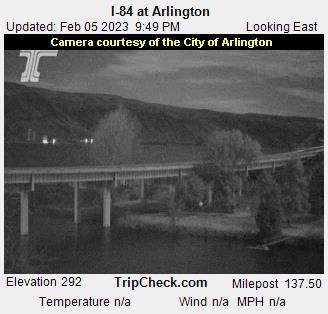 I-84 at Arlington
Updated: Feb 05 2023 9:49 PM Looking East
Camera courtesy of the City of Arlington
Elevation 292 TripCheck.com Milepost 137.50
Temperature n/a Wind n/a MPH n/a